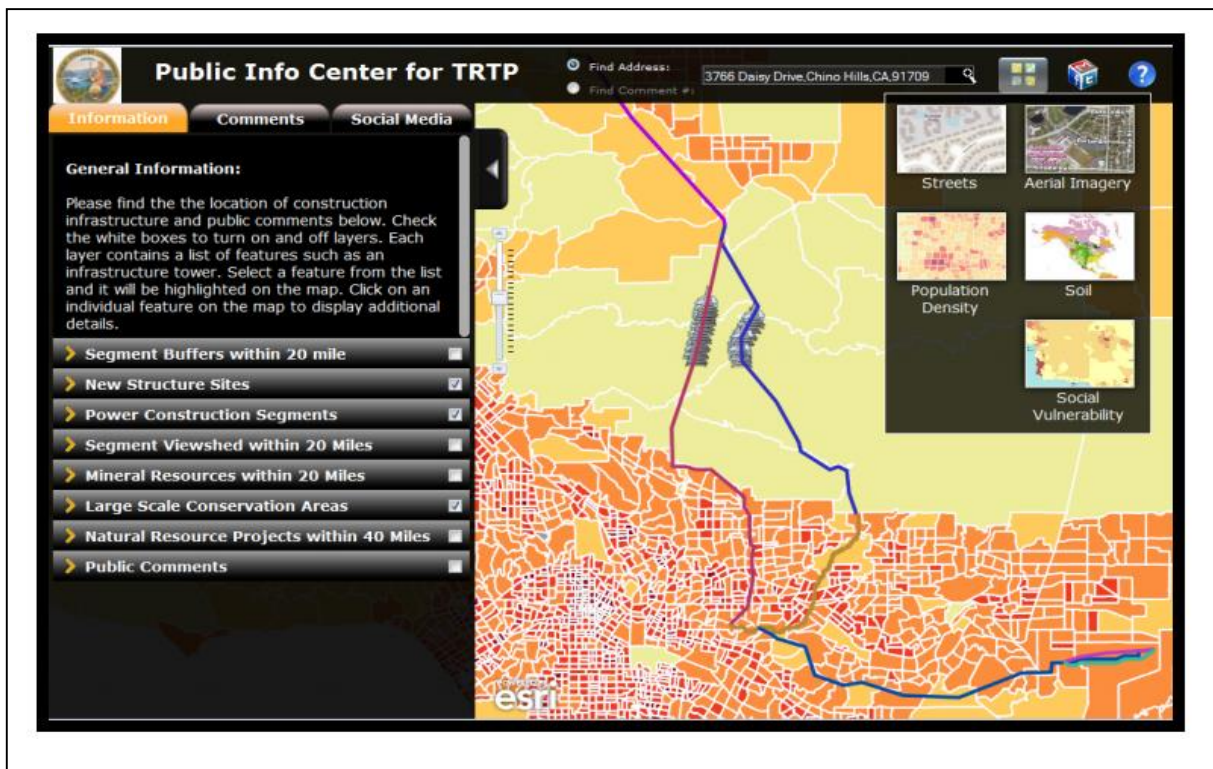 Public Info Center for TRTP
Find Address:
3766 Daisy Drive,Chino Hills,CA,91709
Find Comment #:
Information
Comments
Social Media
General Information:
Please find the the location of construction
infrastructure and public comments below. Check
the white boxes to turn on and off layers. Each
layer contains a list of features such as an
infrastructure tower. Select a feature from the list
and it will be highlighted on the map. Click on an
individual feature on the map to display additional
details.
Segment Buffers within 20 mile
New Structure Sites
Power Construction Segments
Segment Viewshed within 20 Miles
Mineral Resources within 20 Miles
Large Scale Conservation Areas
Natural Resource Projects within 40 Miles
Public Comments
Streets
Aerial Imagery
Population
Density
Soil
Social
Vulnerability
esri